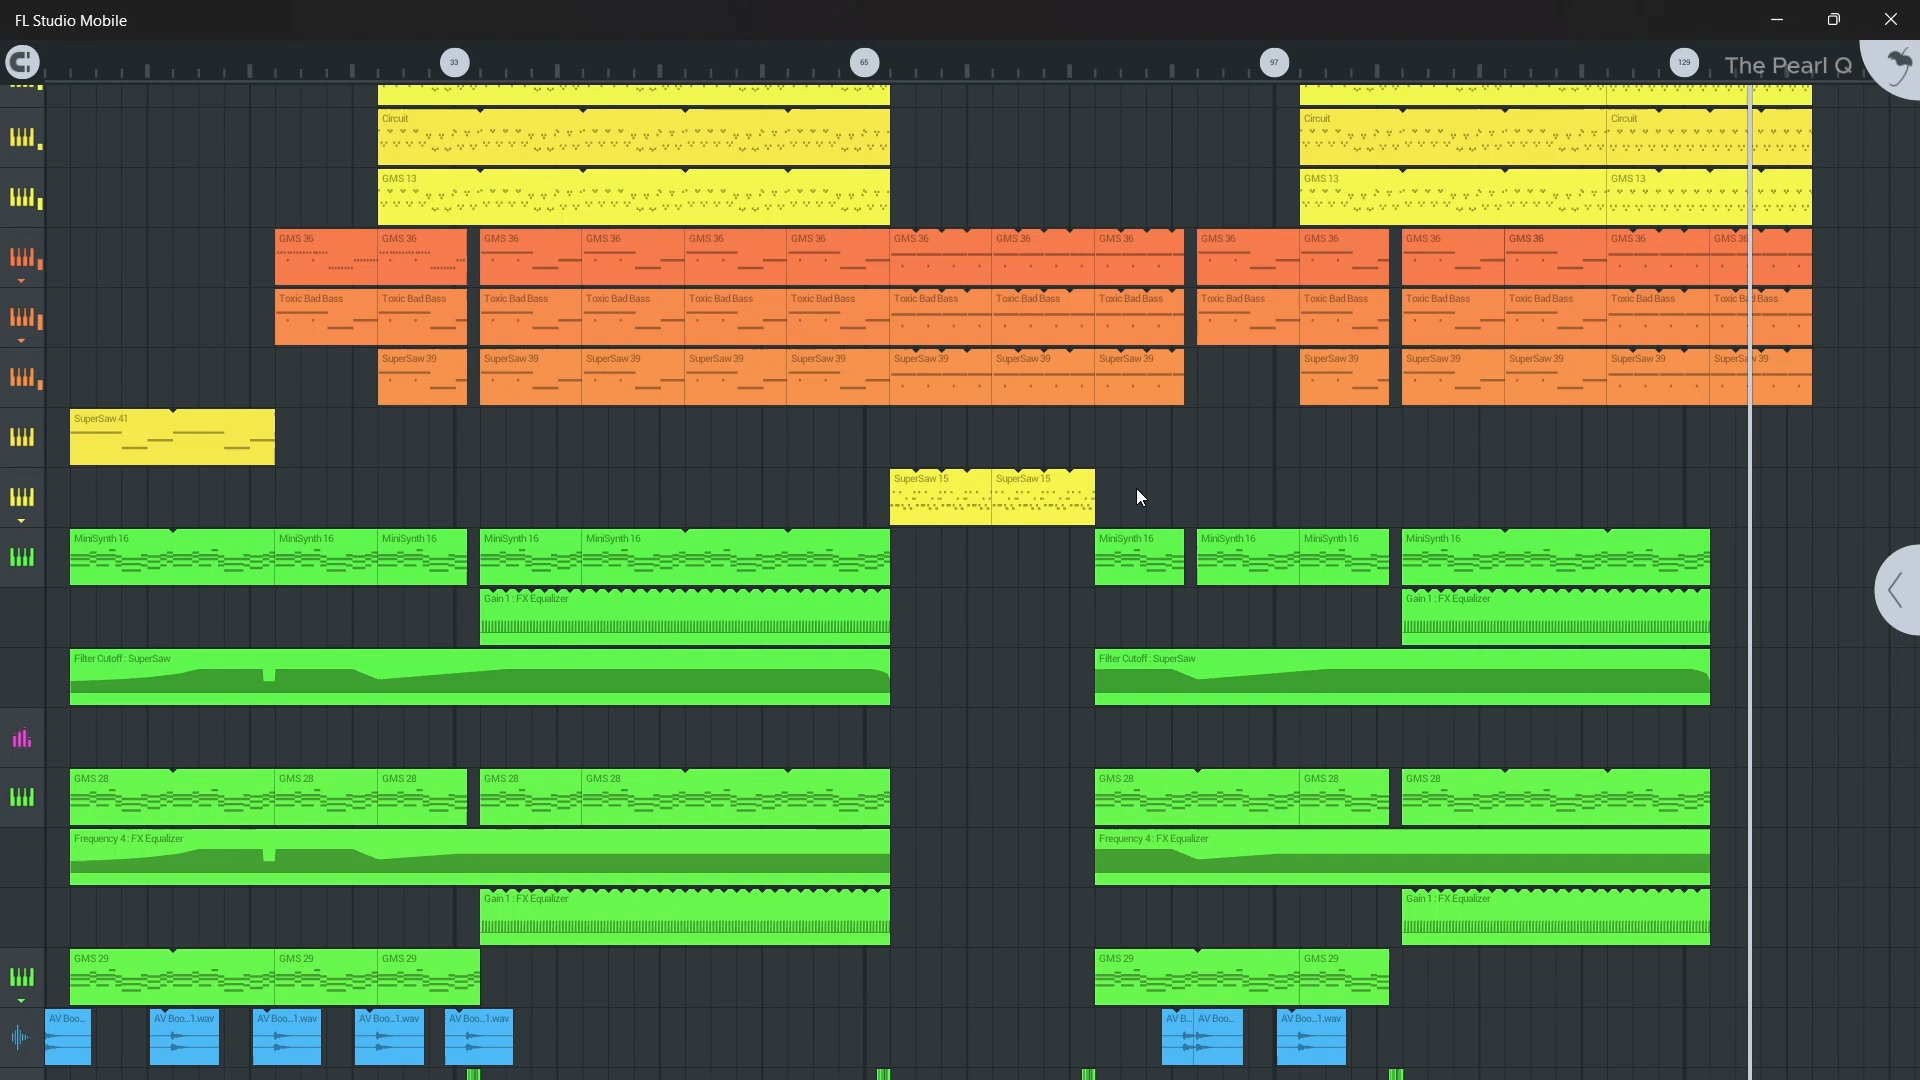 FL Studio Mobile
33 65 97 129 The Pearl Q
Circuit Circuit Circuit
GMS 13 GMS 13 GMS 13
GMS 36 GMS 36 GMS 36 GMS 36 GMS 36 GMS 36 GMS 36 GMS 36 GMS 36 GMS 36 GMS 36 GMS 36 GMS 36 GMS 36 GMS 36
Toxic Bad Bass Toxic Bad Bass Toxic Bad Bass Toxic Bad Bass Toxic Bad Bass Toxic Bad Bass Toxic Bad Bass Toxic Bad Bass Toxic Bad Bass Toxic Bad Bass Toxic Bad Bass Toxic Bad Bass Toxic Bad Bass Toxic Bad Bass Toxic Bad Bass
SuperSaw 39 SuperSaw 39 SuperSaw 39 SuperSaw 39 SuperSaw 39 SuperSaw 39 SuperSaw 39 SuperSaw 39 SuperSaw 39 SuperSaw 39 SuperSaw 39 SuperSaw 39 SuperSaw 39
SuperSaw 41
SuperSaw 15 SuperSaw 15
MiniSynth 16 MiniSynth 16 MiniSynth 16 MiniSynth 16 MiniSynth 16 MiniSynth 16 MiniSynth 16 MiniSynth 16 MiniSynth 16
Gain 1 : FX Equalizer Gain 1 : FX Equalizer
Filter Cutoff : SuperSaw Filter Cutoff : SuperSaw
GMS 28 GMS 28 GMS 28 GMS 28 GMS 28 GMS 28 GMS 28 GMS 28
Frequency 4 : FX Equalizer Frequency 4 : FX Equalizer
Gain 1 : FX Equalizer Gain 1 : FX Equalizer
GMS 29 GMS 29 GMS 29 GMS 29 GMS 29
AV Boo... AV Boo...1.wav AV Boo...1.wav AV Boo...1.wav AV Boo...1.wav AV B... AV Boo... AV Boo...1.wav